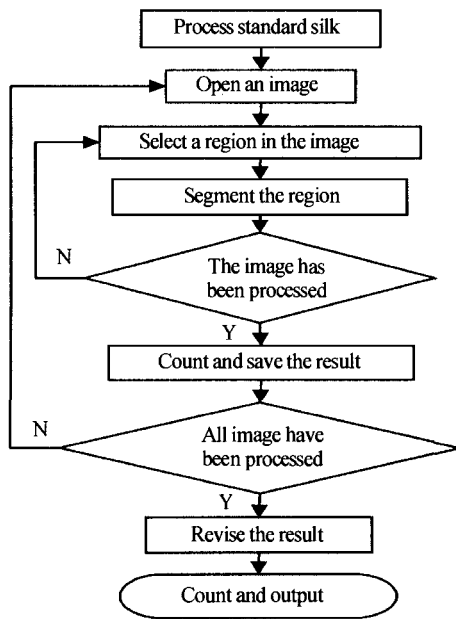 Process standard silk
Open an image
Select a region in the image
Segment the region
N
The image has
been processed
Y
Count and save the result
N
All image have
been processed
Y
Revise the result
Count and output